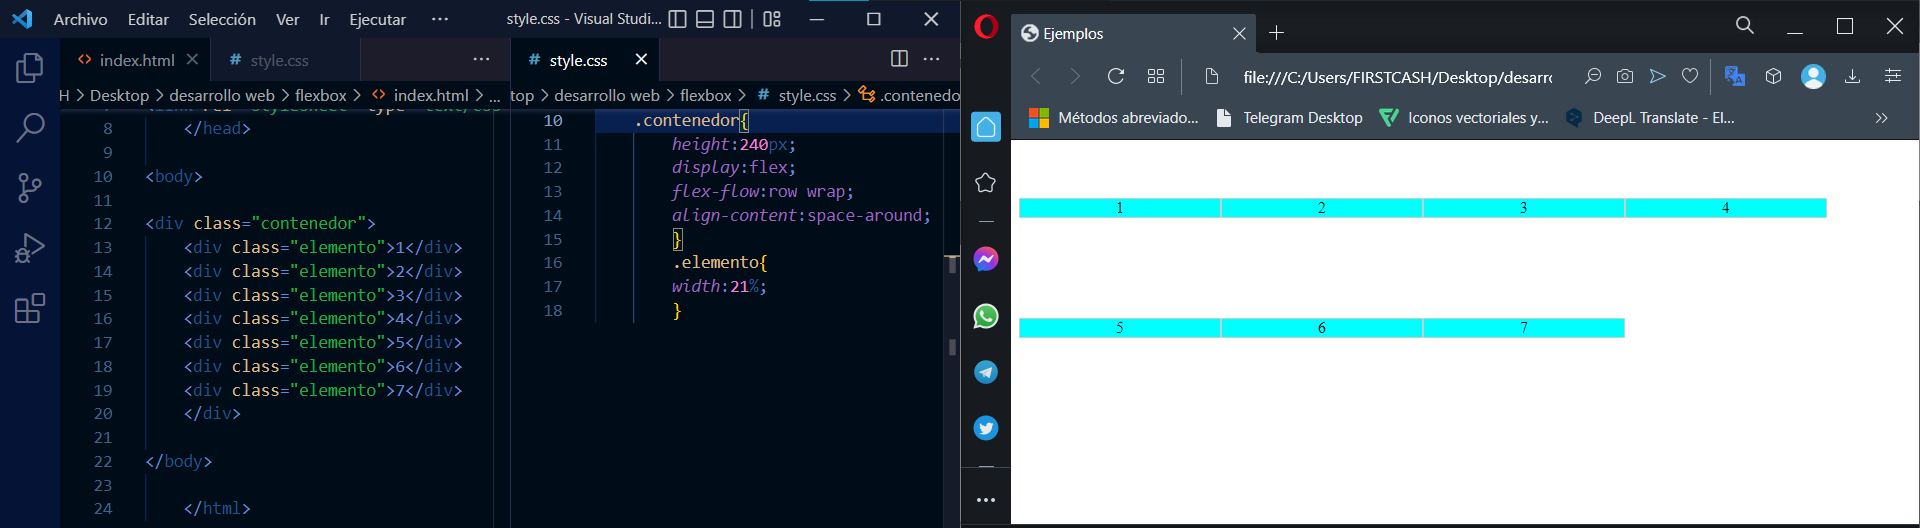 Archivo Editar Selección Ver Ir Ejecutar ··· style.css - Visual Studi...
index.html style.css ···
H > Desktop > desarrollo web > flexbox > index.html > ...
8 </head>
9
10 <body>
11
12 <div class="contenedor">
13 <div class="elemento">1</div>
14 <div class="elemento">2</div>
15 <div class="elemento">3</div>
16 <div class="elemento">4</div>
17 <div class="elemento">5</div>
18 <div class="elemento">6</div>
19 <div class="elemento">7</div>
20 </div>
21
22 </body>
23
24 </html>
style.css ···
top > desarrollo web > flexbox > style.css > .contenedo
10 .contenedor{
11 height:240px;
12 display:flex;
13 flex-flow:row wrap;
14 align-content:space-around;
15 }
16 .elemento{
17 width:21%;
18 }
Ejemplos
file:///C:/Users/FIRSTCASH/Desktop/desarro
Métodos abreviado... Telegram Desktop Iconos vectoriales y... DeepL Translate - El... »
1 2 3 4
5 6 7